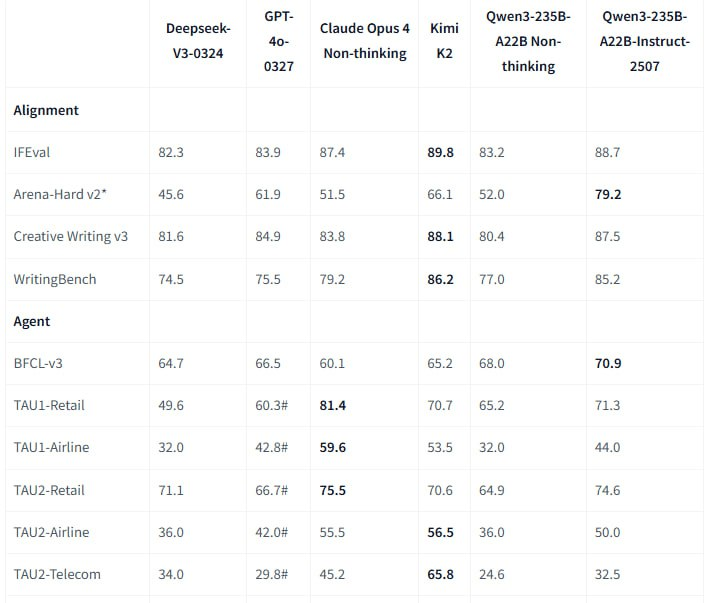 Deepseek-V3-0324 GPT-4o-0327 Claude Opus 4 Non-thinking Kimi K2 Qwen3-235B-A22B Non-thinking Qwen3-235B-A22B-Instruct-2507
Alignment
IFEval 82.3 83.9 87.4 89.8 83.2 88.7
Arena-Hard v2* 45.6 61.9 51.5 66.1 52.0 79.2
Creative Writing v3 81.6 84.9 83.8 88.1 80.4 87.5
WritingBench 74.5 75.5 79.2 86.2 77.0 85.2
Agent
BFCL-v3 64.7 66.5 60.1 65.2 68.0 70.9
TAU1-Retail 49.6 60.3# 81.4 70.7 65.2 71.3
TAU1-Airline 32.0 42.8# 59.6 53.5 32.0 44.0
TAU2-Retail 71.1 66.7# 75.5 70.6 64.9 74.6
TAU2-Airline 36.0 42.0# 55.5 56.5 36.0 50.0
TAU2-Telecom 34.0 29.8# 45.2 65.8 24.6 32.5